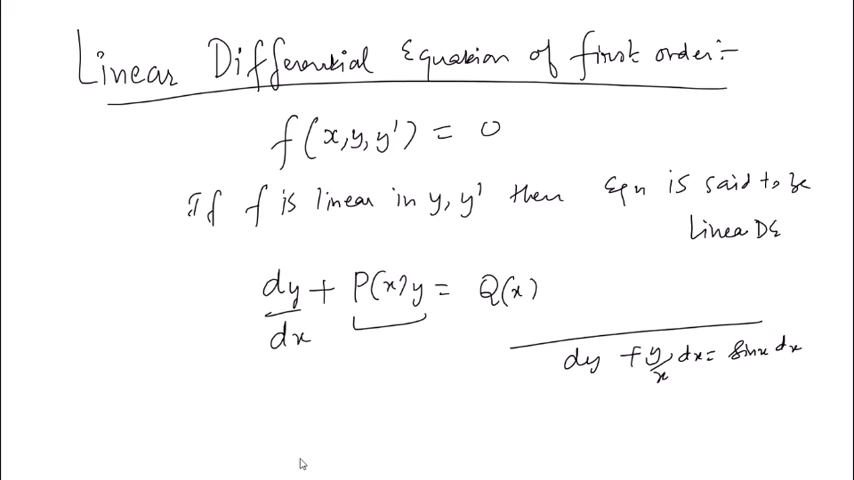 Linear Differential Equation of first order:-
f(x, y, y') = 0
If f is linear in y, y' then Eqn is said to be
Linea DE
dy/dx + P(x)y = Q(x)
dy + y/x dx = sinx dx